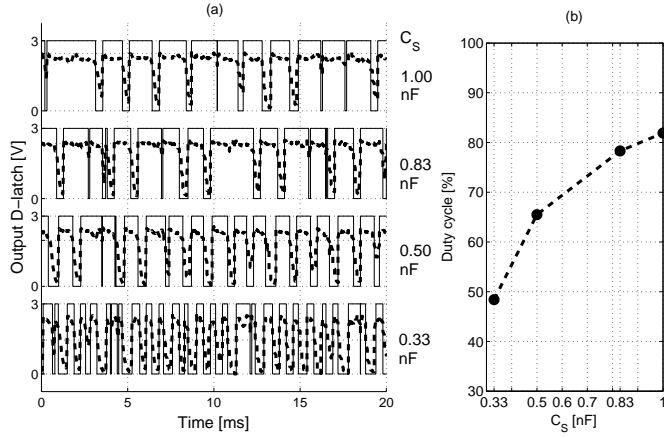 (a)
C_S
3
0
1.00
nF
3
0
0.83
nF
3
0
0.50
nF
3
0
0.33
nF
Output D−latch [V]
0 5 10 15 20
Time [ms]
(b)
100
90
80
70
60
50
40
30
Duty cycle [%]
0.33 0.5 0.6 0.7 0.83 1
C_S [nF]